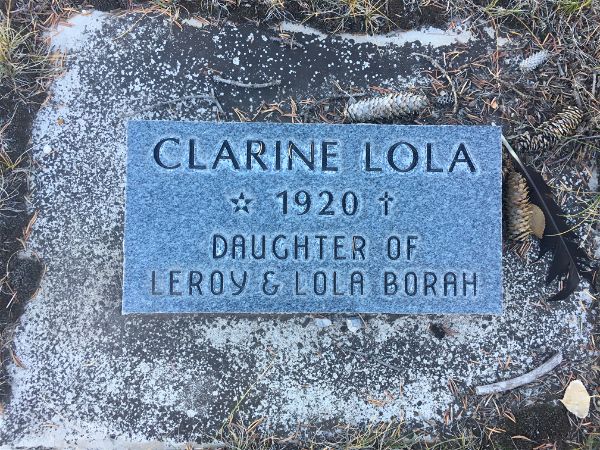 CLARINE LOLA
☆ 1920 †
DAUGHTER OF
LEROY & LOLA BORAH